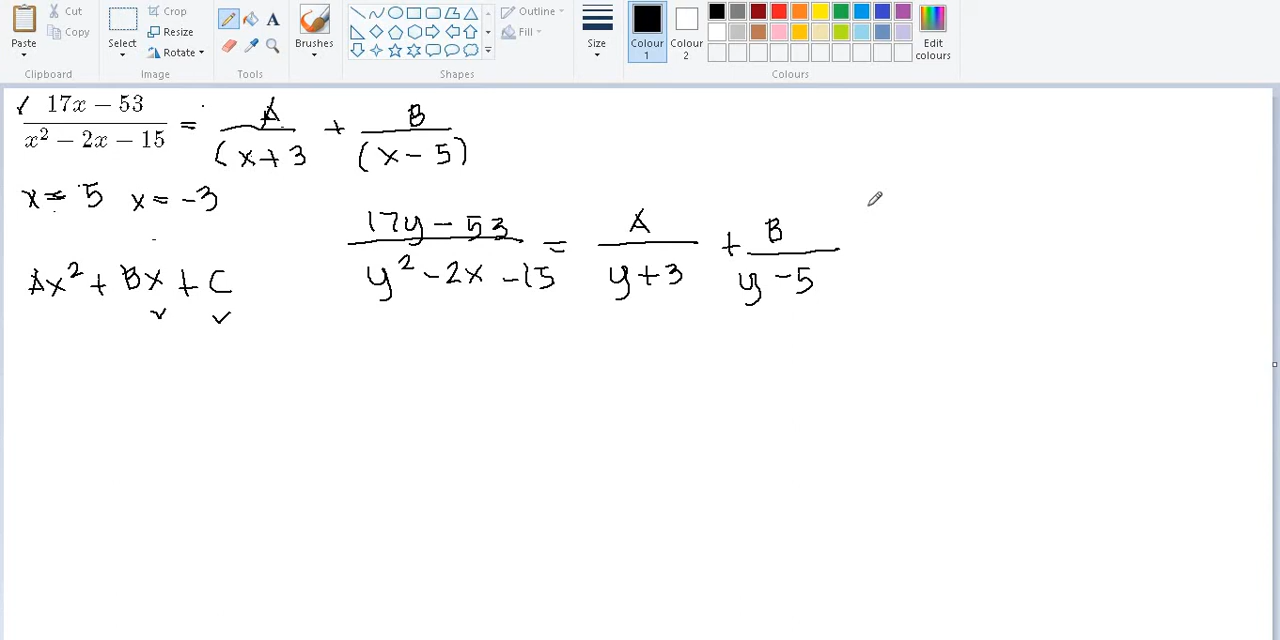 Paste
Cut
Copy
Clipboard
Select
Crop
Resize
Rotate
Image
A
Tools
Brushes
Shapes
Outline
Fill
Size
Colour 1
Colour 2
Edit colours
Colours
17x − 53 / x² − 2x − 15 = A / (x + 3 + B / (x − 5)
x = 5 x = -3
17y − 53 / y² − 2x − 15 = A / y + 3 + B / y − 5
Ax² + Bx + C